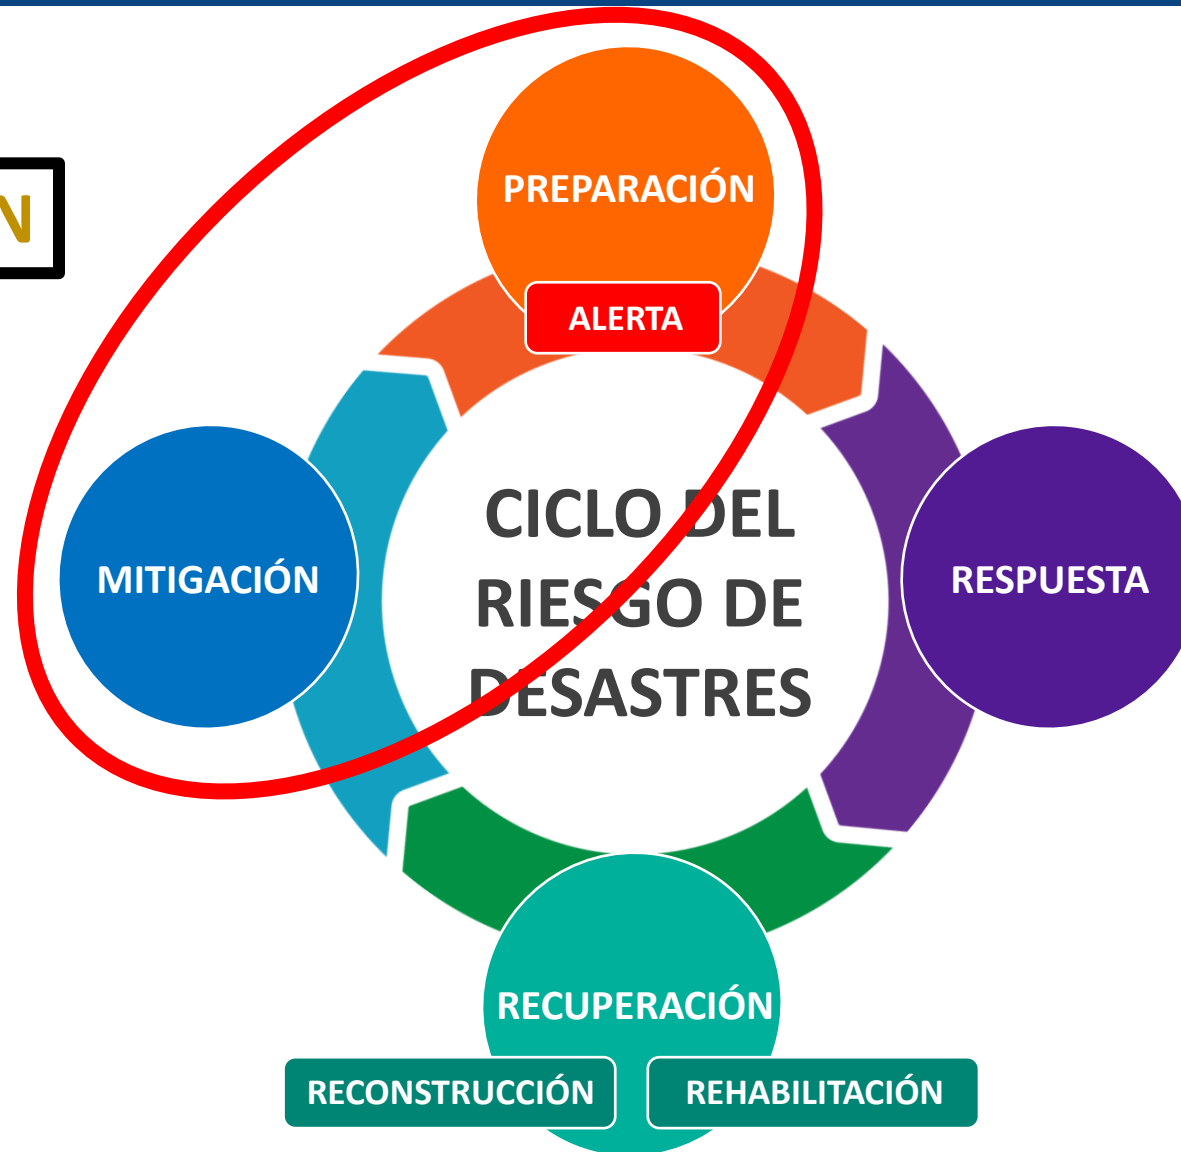 PREPARACIÓN
N
ALERTA
CICLO DEL
RIESGO DE
DESASTRES
MITIGACIÓN
RESPUESTA
RECUPERACIÓN
RECONSTRUCCIÓN
REHABILITACIÓN